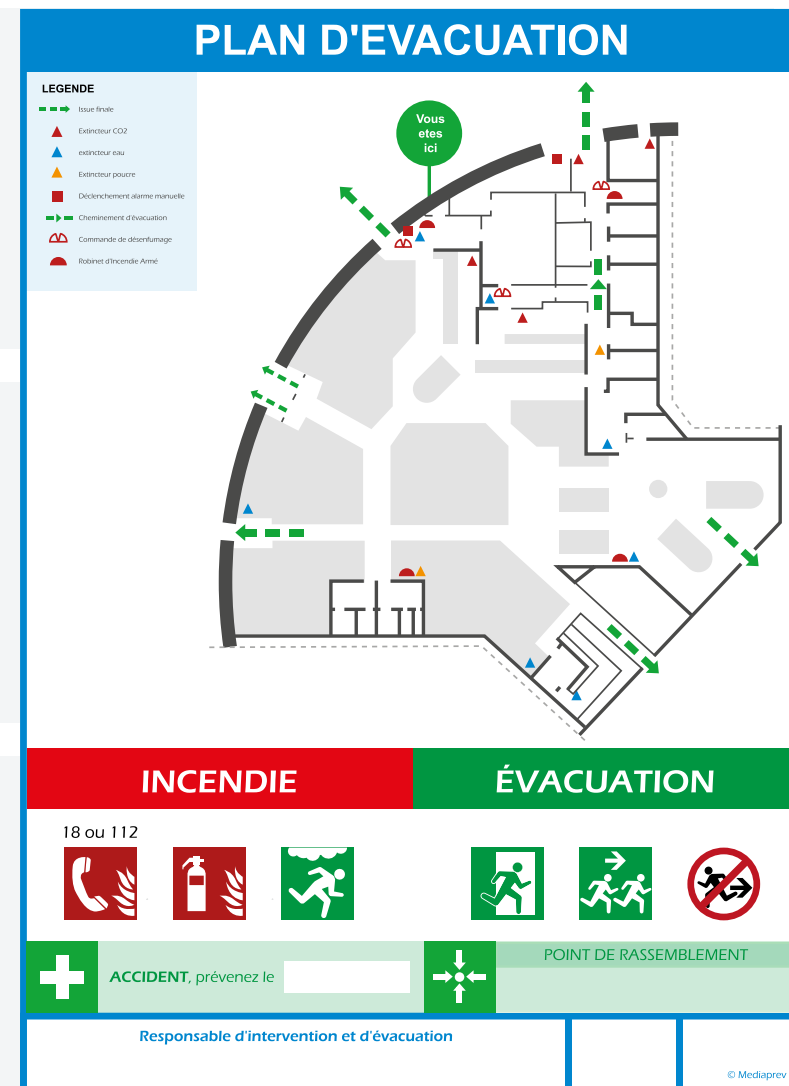 PLAN D'EVACUATION
LEGENDE
Issue finale
Extincteur CO2
extincteur eau
Extincteur poucre
Déclenchement alarme manuelle
Cheminement d'évacuation
Commande de désenfumage
Robinet d'Incendie Armé
Vous
etes
ici
INCENDIE
ÉVACUATION
18 ou 112
ACCIDENT, prévenez le
POINT DE RASSEMBLEMENT
Responsable d'intervention et d'évacuation
© Mediaprev